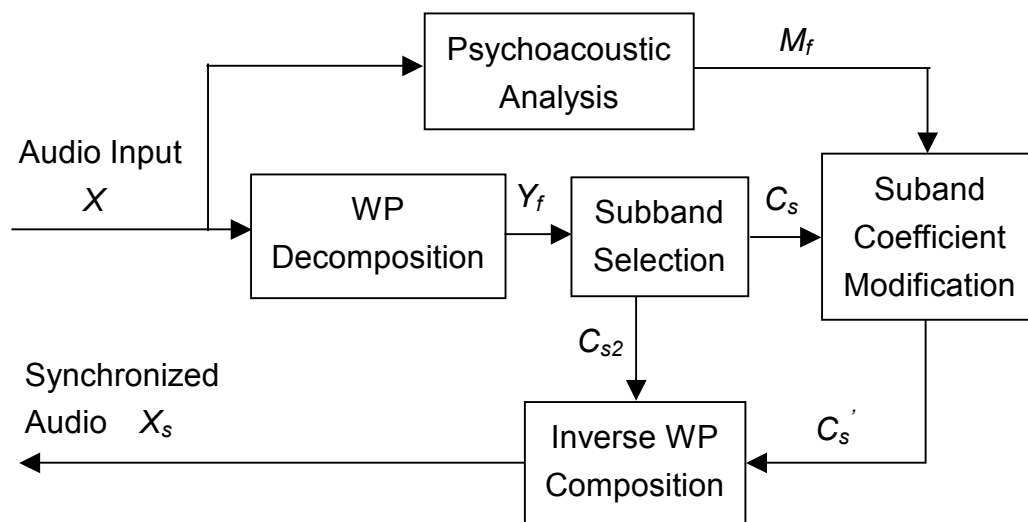 Psychoacoustic
Analysis
M_f
Audio Input
X
WP
Decomposition
Y_f
Subband
Selection
C_s
Suband
Coefficient
Modification
C_s2
Synchronized
Audio X_s
Inverse WP
Composition
C_s'